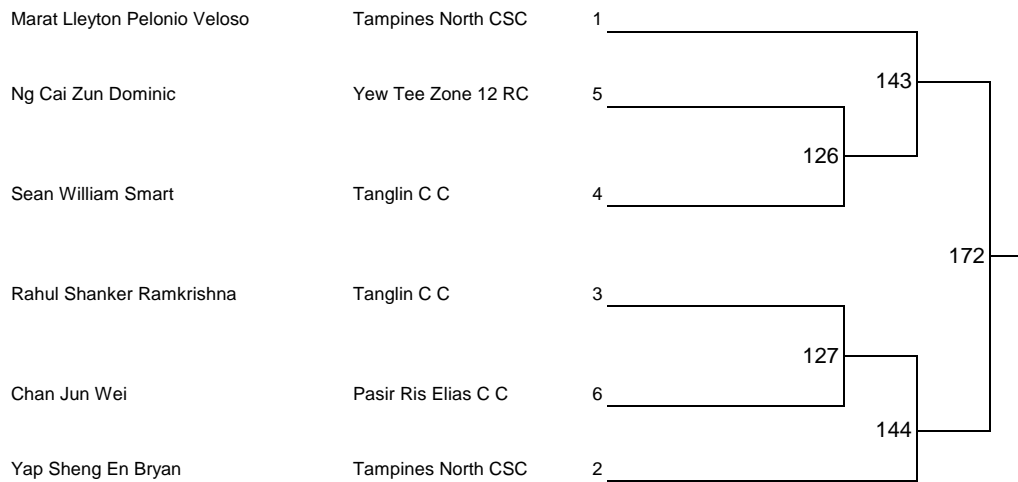 Marat Lleyton Pelonio Veloso Tampines North CSC 1
143
Ng Cai Zun Dominic Yew Tee Zone 12 RC 5
126
Sean William Smart Tanglin C C 4
172
Rahul Shanker Ramkrishna Tanglin C C 3
127
Chan Jun Wei Pasir Ris Elias C C 6
144
Yap Sheng En Bryan Tampines North CSC 2